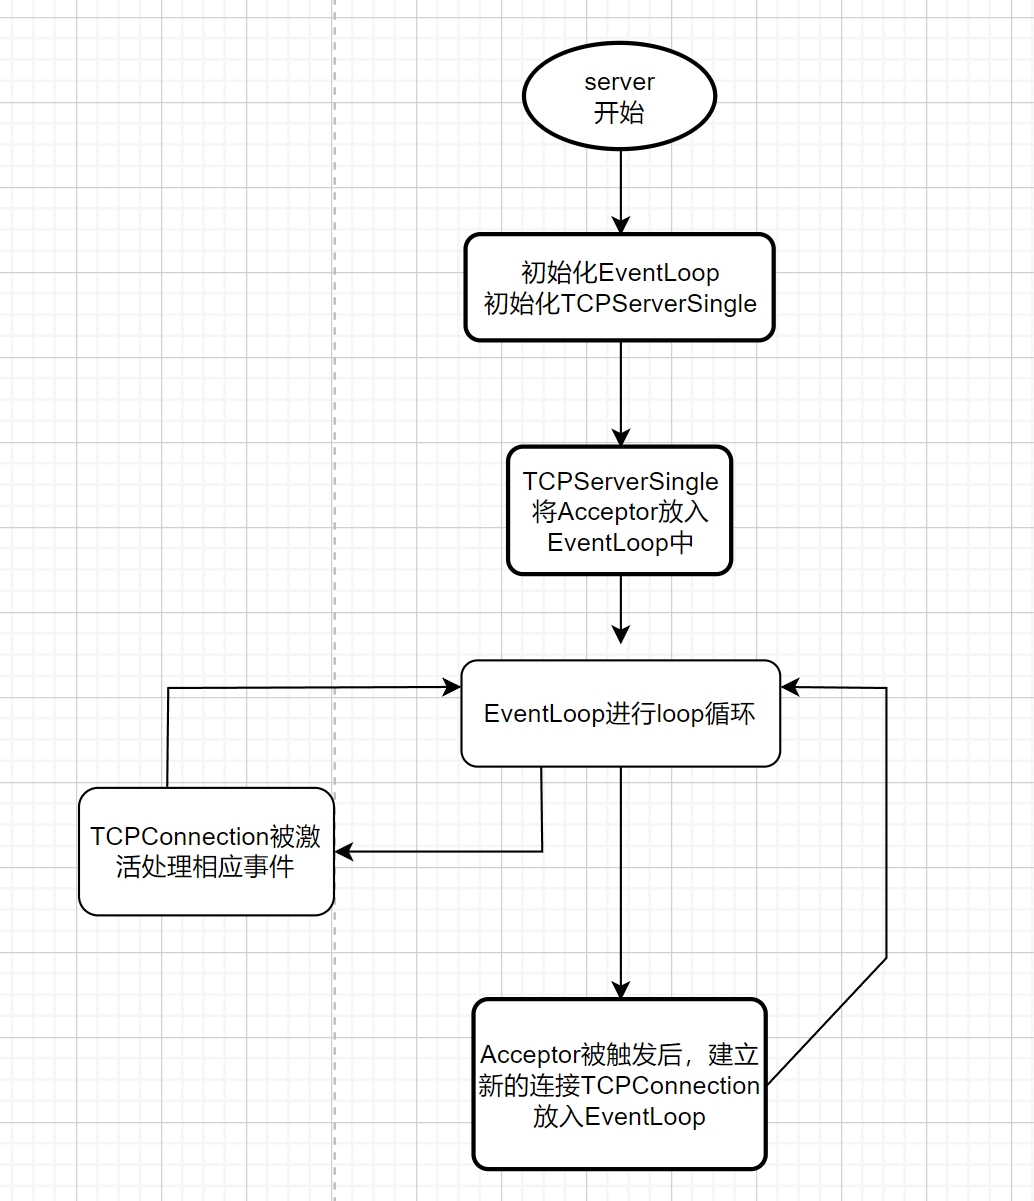 server
开始
初始化EventLoop
初始化TCPServerSingle
TCPServerSingle
将Acceptor放入
EventLoop中
EventLoop进行loop循环
TCPConnection被激
活处理相应事件
Acceptor被触发后，建立
新的连接TCPConnection
放入EventLoop